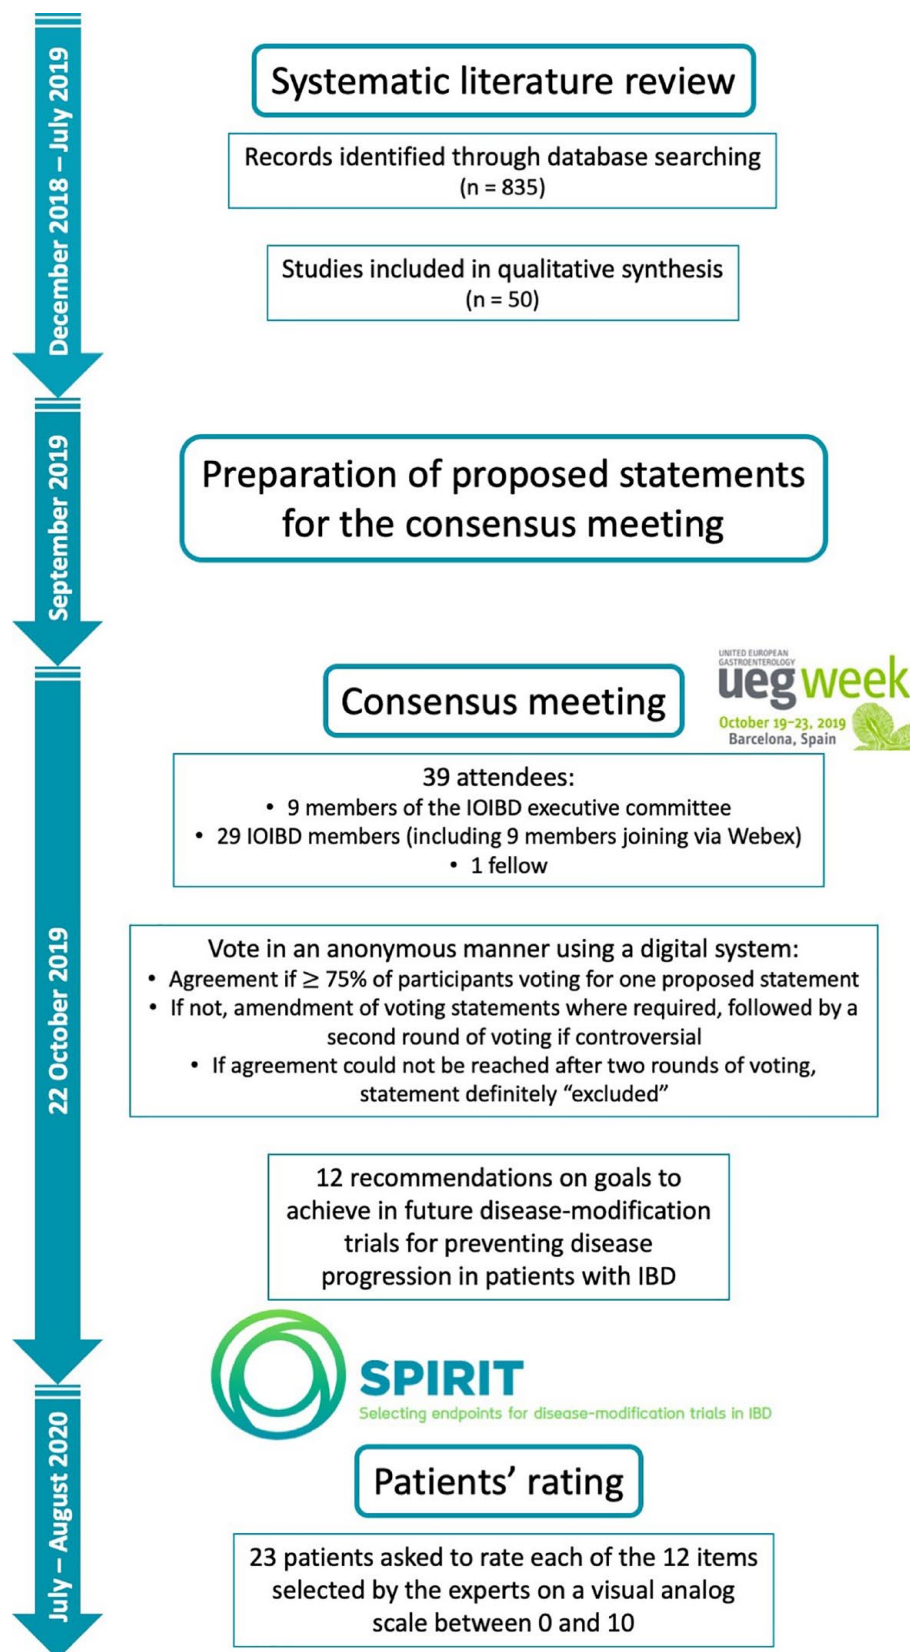 December 2018 – July 2019
Systematic literature review
Records identified through database searching
(n = 835)
Studies included in qualitative synthesis
(n = 50)
September 2019
Preparation of proposed statements
for the consensus meeting
22 October 2019
Consensus meeting
UNITED EUROPEAN
GASTROENTEROLOGY
ueg week
October 19–23, 2019
Barcelona, Spain
39 attendees:
• 9 members of the IOIBD executive committee
• 29 IOIBD members (including 9 members joining via Webex)
• 1 fellow
Vote in an anonymous manner using a digital system:
• Agreement if ≥ 75% of participants voting for one proposed statement
• If not, amendment of voting statements where required, followed by a
second round of voting if controversial
• If agreement could not be reached after two rounds of voting,
statement definitely “excluded”
12 recommendations on goals to
achieve in future disease-modification
trials for preventing disease
progression in patients with IBD
SPIRIT
Selecting endpoints for disease-modification trials in IBD
July – August 2020
Patients’ rating
23 patients asked to rate each of the 12 items
selected by the experts on a visual analog
scale between 0 and 10